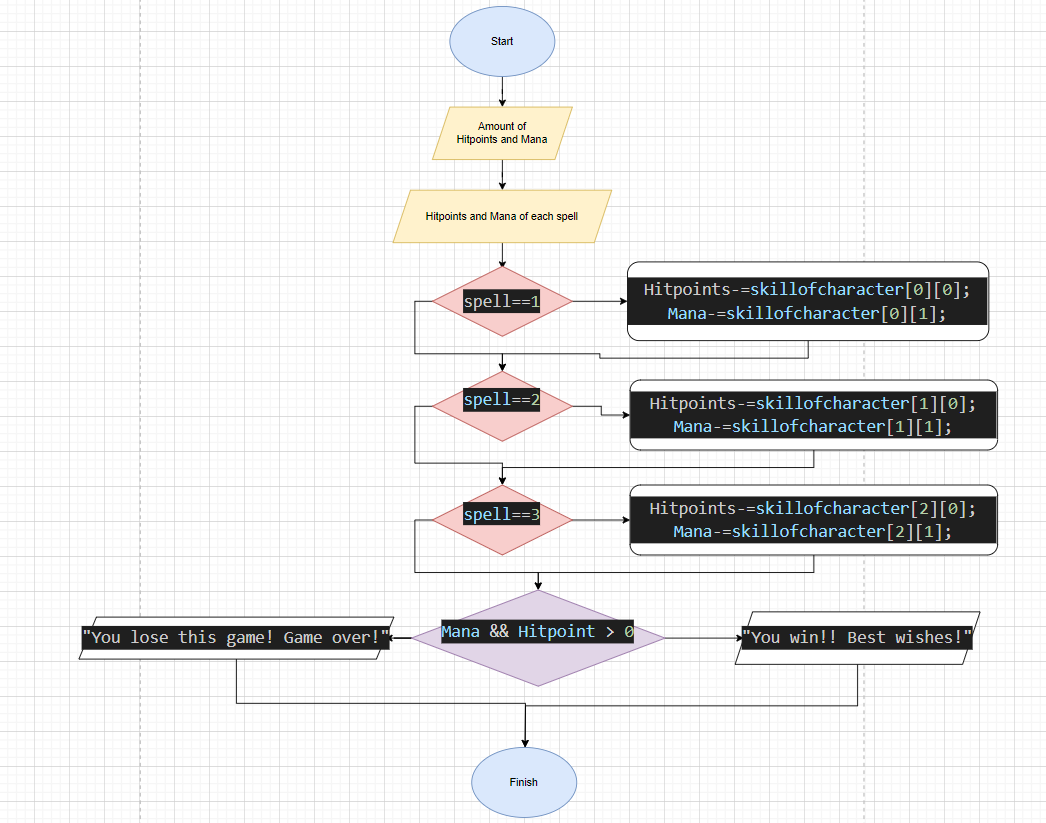 Start
Amount of
Hitpoints and Mana
Hitpoints and Mana of each spell
spell==1
Hitpoints-=skillofcharacter[0][0];
Mana-=skillofcharacter[0][1];
spell==2
Hitpoints-=skillofcharacter[1][0];
Mana-=skillofcharacter[1][1];
spell==3
Hitpoints-=skillofcharacter[2][0];
Mana-=skillofcharacter[2][1];
"You lose this game! Game over!"
Mana && Hitpoint > 0
"You win!! Best wishes!"
Finish